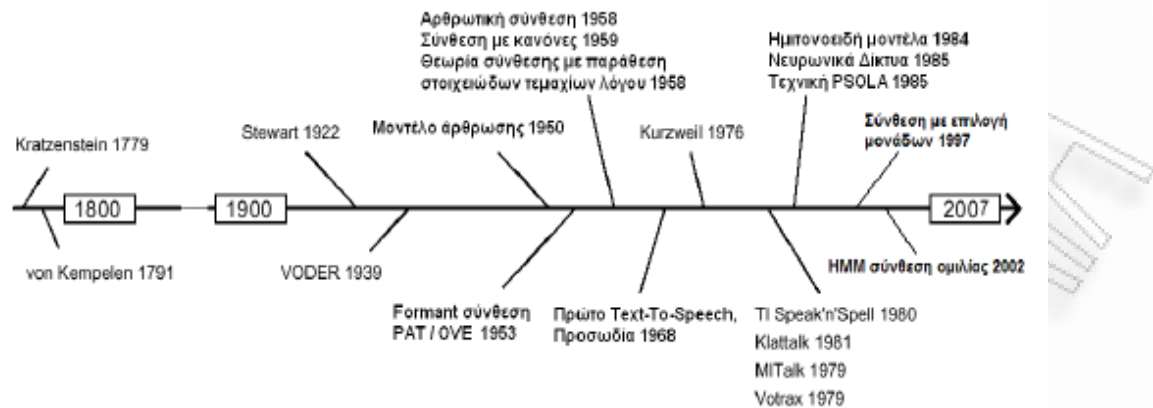 Αρθρωτική σύνθεση 1958
Σύνθεση με κανόνες 1959
Θεωρία σύνθεσης με παράθεση
στοιχειώδων τεμαχίων λόγου 1958
Ημιτονοειδή μοντέλα 1984
Νευρωνικά Δίκτυα 1985
Τεχνική PSOLA 1985
Kratzenstein 1779
Stewart 1922
Μοντέλο άρθρωσης 1950
Kurzweil 1976
Σύνθεση με επιλογή
μονάδων 1997
1800
1900
2007
von Kempelen 1791
VODER 1939
HMM σύνθεση ομιλίας 2002
Formant σύνθεση
PAT / OVE 1953
Πρώτο Text-To-Speech,
Προσωδία 1968
TI Speak'n'Spell 1980
Klattalk 1981
MITalk 1979
Votrax 1979